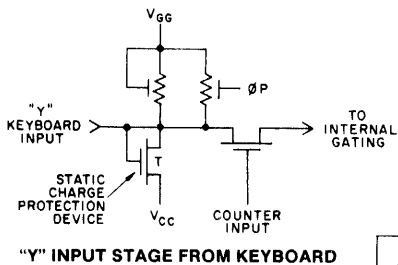 VGG
ØP
"Y"
KEYBOARD
INPUT
TO
INTERNAL
GATING
T
STATIC
CHARGE
PROTECTION
DEVICE
VCC
COUNTER
INPUT
"Y" INPUT STAGE FROM KEYBOARD